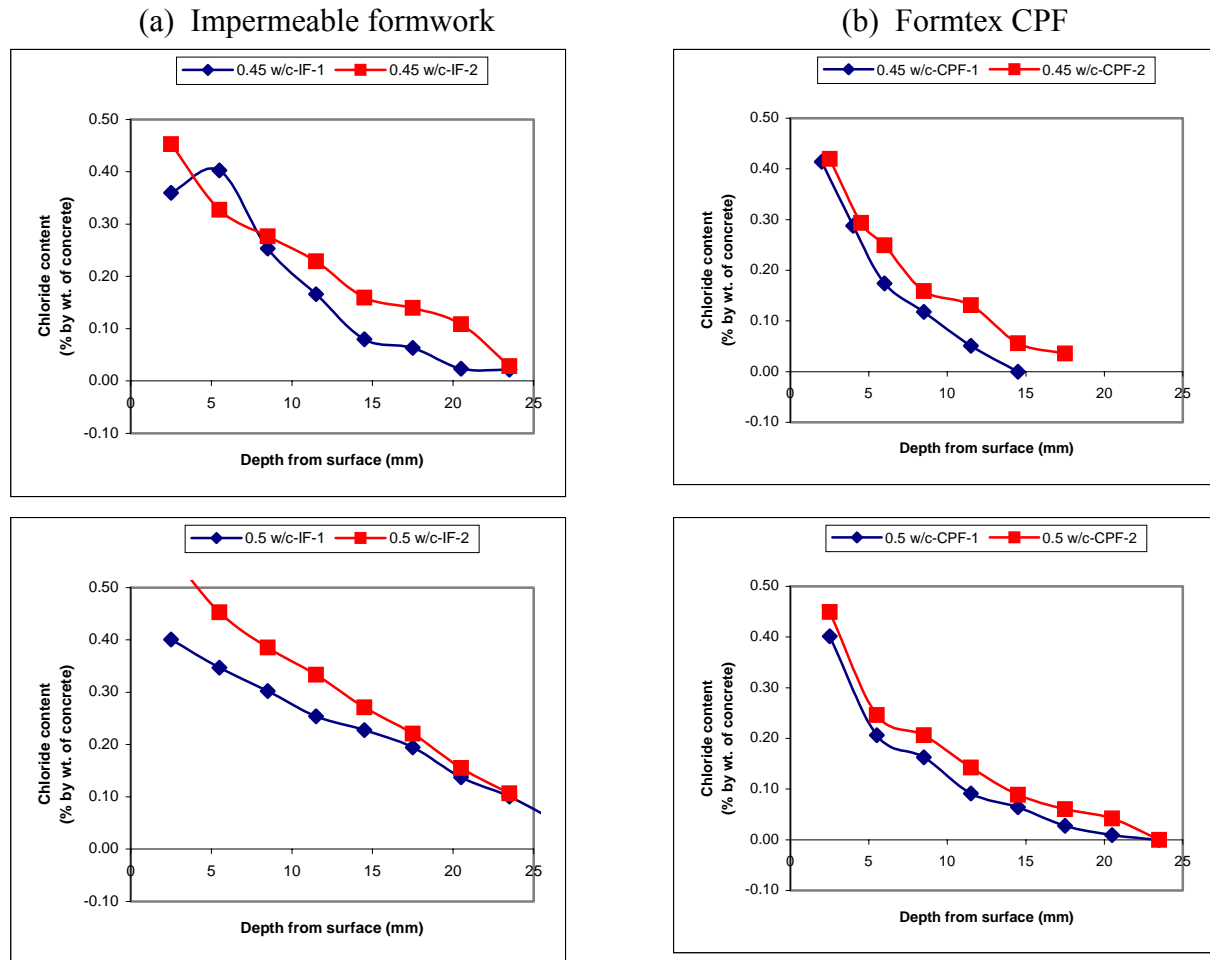 (a) Impermeable formwork
(b) Formtex CPF
0.45 w/c-IF-1 0.45 w/c-IF-2
0.50
0.40
0.30
0.20
0.10
0.00
-0.10
0 5 10 15 20 25
Chloride content
(% by wt. of concrete)
Depth from surface (mm)
0.45 w/c-CPF-1 0.45 w/c-CPF-2
0.50
0.40
0.30
0.20
0.10
0.00
-0.10
0 5 10 15 20 25
Chloride content
(% by wt. of concrete)
Depth from surface (mm)
0.5 w/c-IF-1 0.5 w/c-IF-2
0.50
0.40
0.30
0.20
0.10
0.00
-0.10
0 5 10 15 20 25
Chloride content
(% by wt. of concrete)
Depth from surface (mm)
0.5 w/c-CPF-1 0.5 w/c-CPF-2
0.50
0.40
0.30
0.20
0.10
0.00
-0.10
0 5 10 15 20 25
Chloride content
(% by wt. of concrete)
Depth from surface (mm)